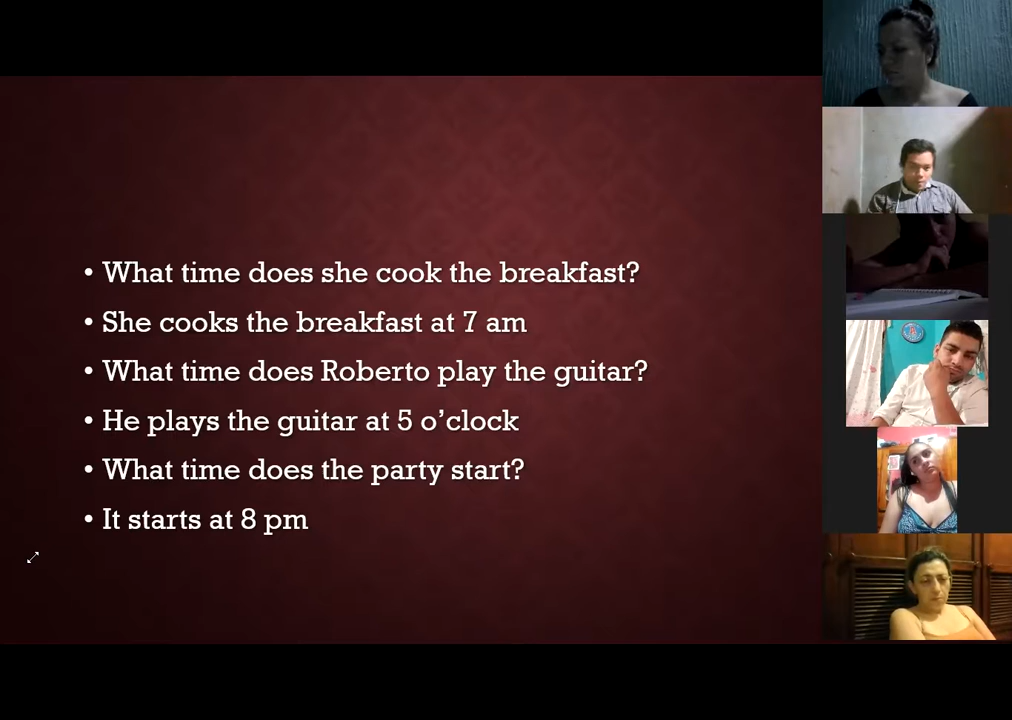 • What time does she cook the breakfast?
• She cooks the breakfast at 7 am
• What time does Roberto play the guitar?
• He plays the guitar at 5 o’clock
• What time does the party start?
• It starts at 8 pm